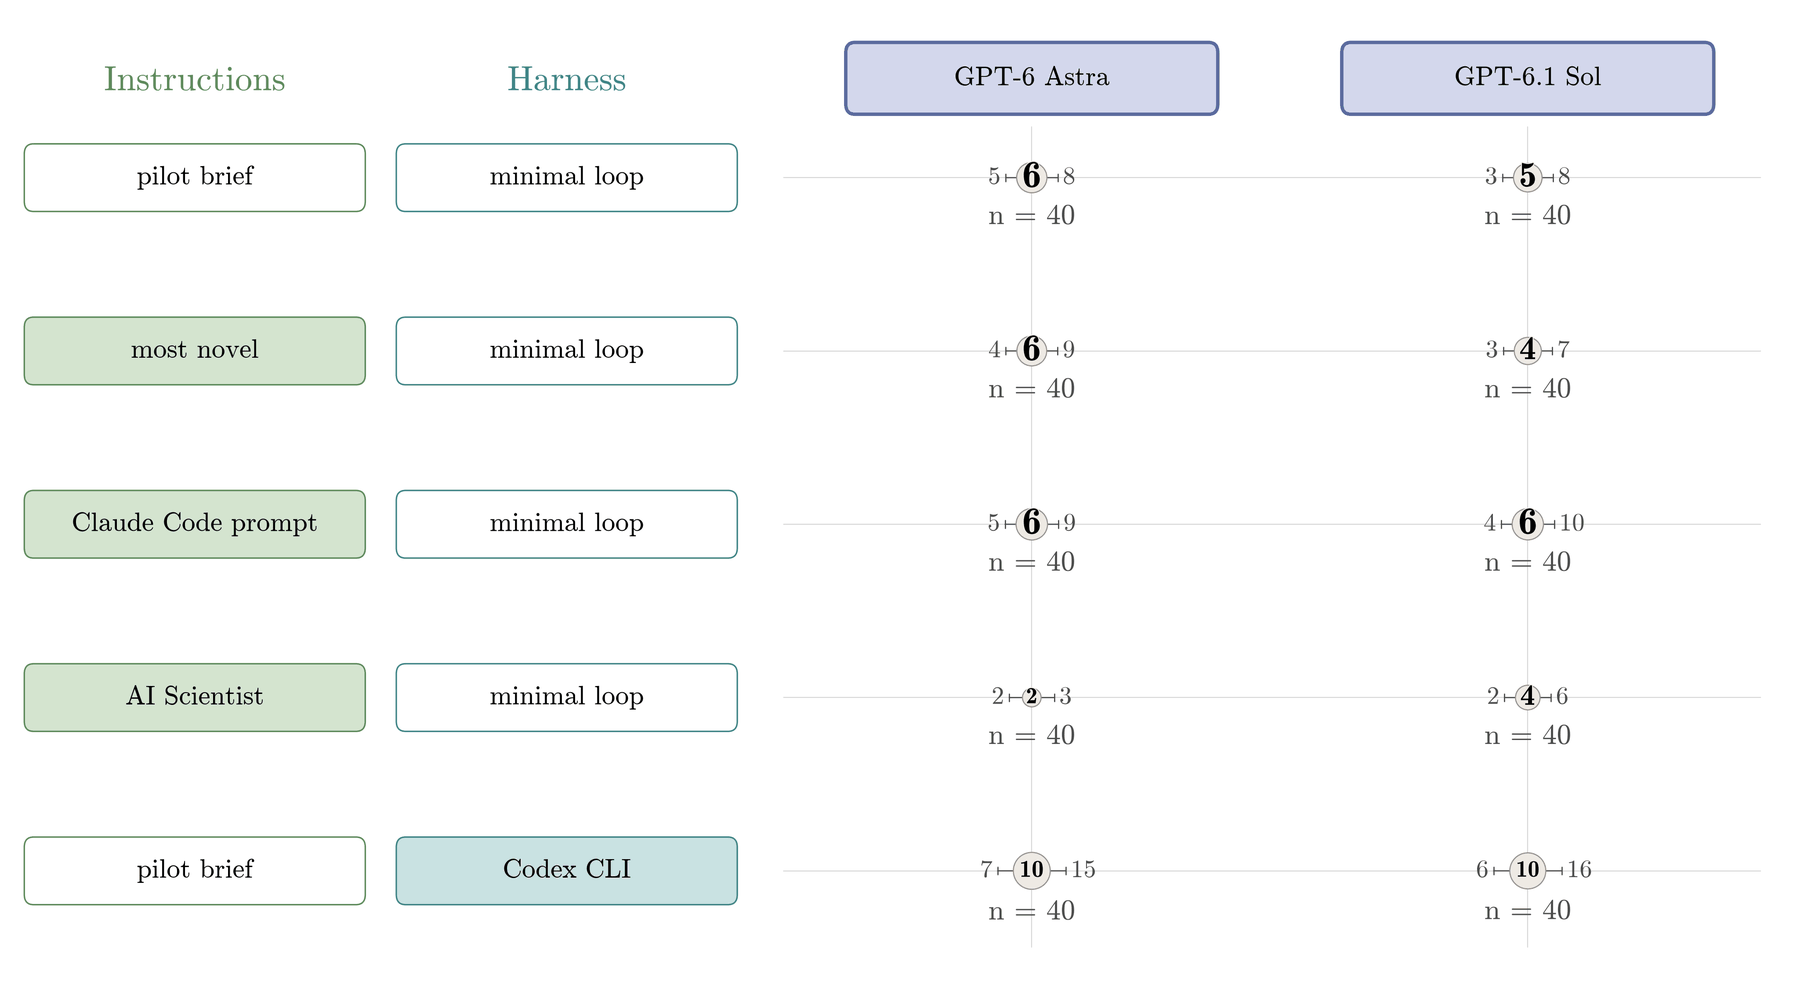 Instructions Harness GPT-6 Astra GPT-6.1 Sol
pilot brief minimal loop 5 6 8 3 5 8
n = 40 n = 40
most novel minimal loop 4 6 9 3 4 7
n = 40 n = 40
Claude Code prompt minimal loop 5 6 9 4 6 10
n = 40 n = 40
AI Scientist minimal loop 2 2 3 2 4 6
n = 40 n = 40
pilot brief Codex CLI 7 10 15 6 10 16
n = 40 n = 40